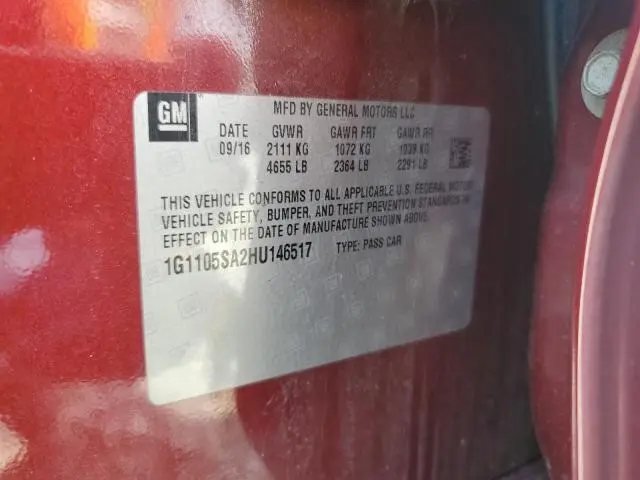 GM
MFD BY GENERAL MOTORS LLC
DATE GVWR GAWR FRT GAWR RR
09/16 2111 KG 1072 KG 1039 KG
4655 LB 2364 LB 2291 LB
THIS VEHICLE CONFORMS TO ALL APPLICABLE U.S. FEDERAL MOTOR
VEHICLE SAFETY, BUMPER, AND THEFT PREVENTION STANDARDS IN
EFFECT ON THE DATE OF MANUFACTURE SHOWN ABOVE.
1G1105SA2HU146517 TYPE: PASS CAR